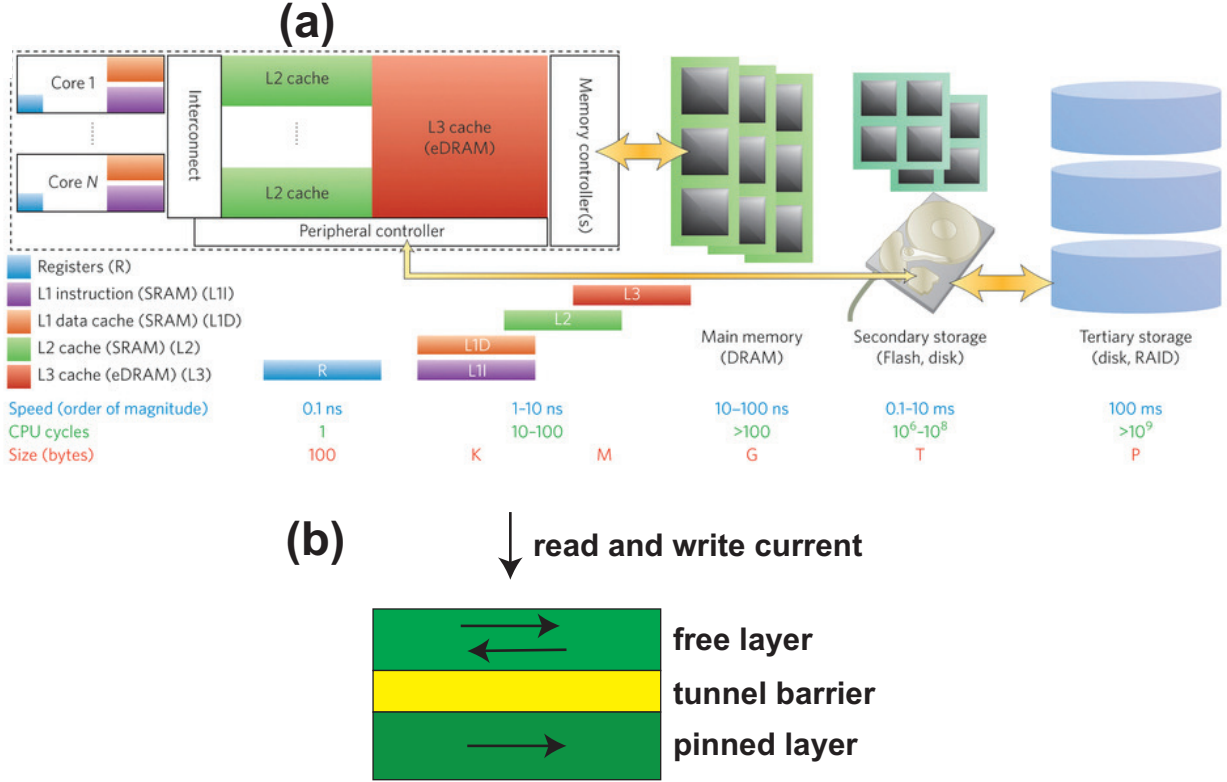 (a)
Core 1
Core N
Interconnect
L2 cache
L2 cache
L3 cache
(eDRAM)
Memory controller(s)
Peripheral controller
Registers (R)
L1 instruction (SRAM) (L1I)
L1 data cache (SRAM) (L1D)
L2 cache (SRAM) (L2)
L3 cache (eDRAM) (L3)
L3
L2
L1D
L1I
R
Main memory
(DRAM)
Secondary storage
(Flash, disk)
Tertiary storage
(disk, RAID)
Speed (order of magnitude) 0.1 ns 1–10 ns 10–100 ns 0.1–10 ms 100 ms
CPU cycles 1 10–100 >100 10⁶–10⁸ >10⁹
Size (bytes) 100 K M G T P
(b)
read and write current
free layer
tunnel barrier
pinned layer